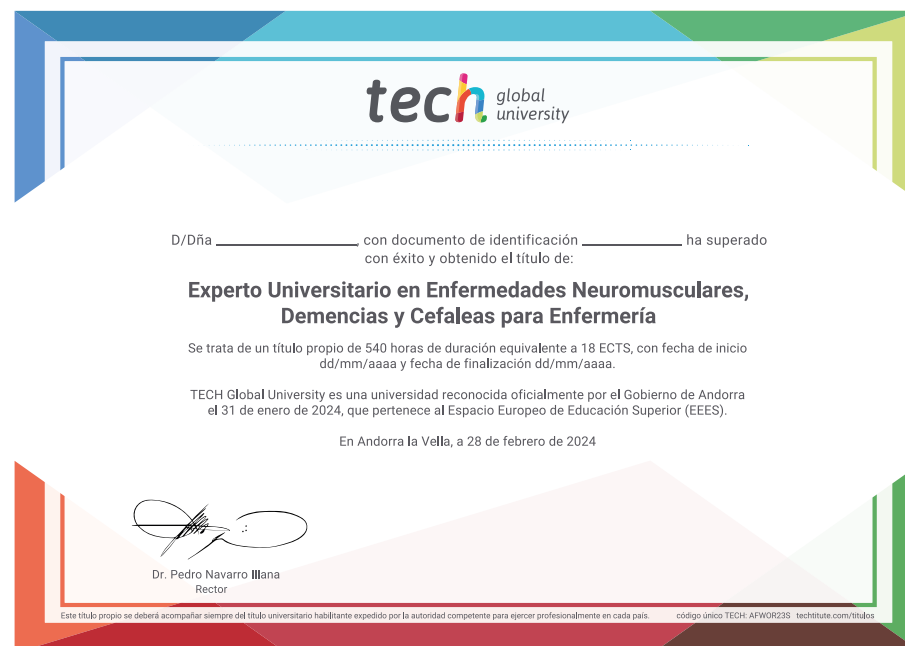 tech global university
D/Dña ____________________, con documento de identificación ______________ ha superado
con éxito y obtenido el título de:
Experto Universitario en Enfermedades Neuromusculares,
Demencias y Cefaleas para Enfermería
Se trata de un título propio de 540 horas de duración equivalente a 18 ECTS, con fecha de inicio
dd/mm/aaaa y fecha de finalización dd/mm/aaaa.
TECH Global University es una universidad reconocida oficialmente por el Gobierno de Andorra
el 31 de enero de 2024, que pertenece al Espacio Europeo de Educación Superior (EEES).
En Andorra la Vella, a 28 de febrero de 2024
Dr. Pedro Navarro Illana
Rector
Este título propio se deberá acompañar siempre del título universitario habilitante expedido por la autoridad competente para ejercer profesionalmente en cada país. código único TECH: AFWOR23S techtitute.com/titulos